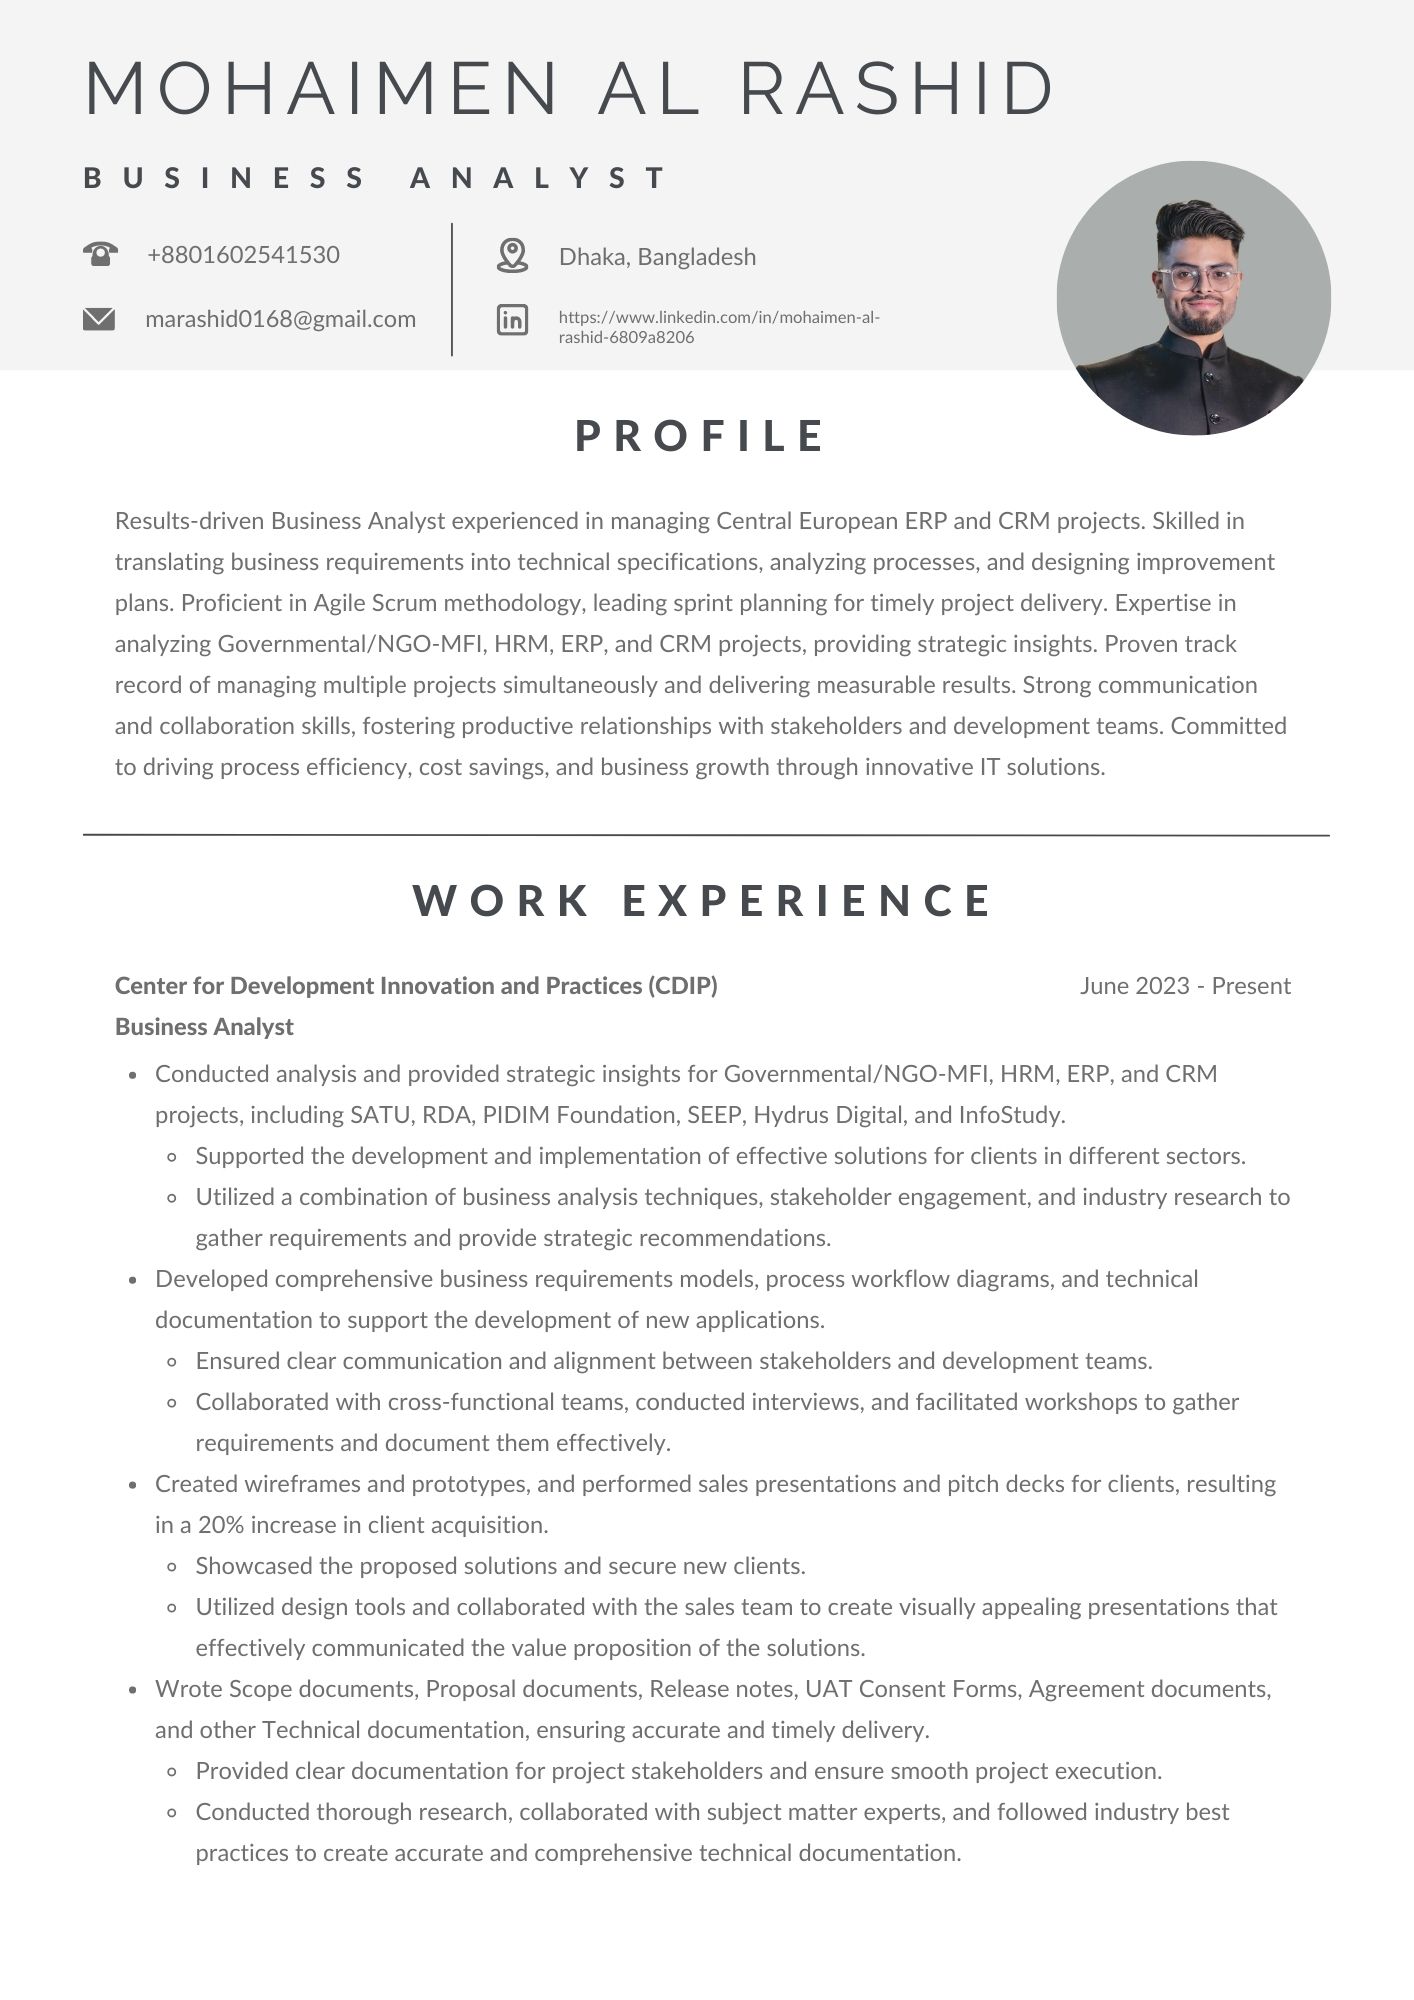 MOHAIMEN AL RASHID
BUSINESS ANALYST
+8801602541530
Dhaka, Bangladesh
marashid0168@gmail.com
https://www.linkedin.com/in/mohaimen-al-
rashid-6809a8206
PROFILE
Results-driven Business Analyst experienced in managing Central European ERP and CRM projects. Skilled in
translating business requirements into technical specifications, analyzing processes, and designing improvement
plans. Proficient in Agile Scrum methodology, leading sprint planning for timely project delivery. Expertise in
analyzing Governmental/NGO-MFI, HRM, ERP, and CRM projects, providing strategic insights. Proven track
record of managing multiple projects simultaneously and delivering measurable results. Strong communication
and collaboration skills, fostering productive relationships with stakeholders and development teams. Committed
to driving process efficiency, cost savings, and business growth through innovative IT solutions.
WORK EXPERIENCE
Center for Development Innovation and Practices (CDIP) June 2023 - Present
Business Analyst
• Conducted analysis and provided strategic insights for Governmental/NGO-MFI, HRM, ERP, and CRM
projects, including SATU, RDA, PIDIM Foundation, SEEP, Hydrus Digital, and InfoStudy.
◦ Supported the development and implementation of effective solutions for clients in different sectors.
◦ Utilized a combination of business analysis techniques, stakeholder engagement, and industry research to
gather requirements and provide strategic recommendations.
• Developed comprehensive business requirements models, process workflow diagrams, and technical
documentation to support the development of new applications.
◦ Ensured clear communication and alignment between stakeholders and development teams.
◦ Collaborated with cross-functional teams, conducted interviews, and facilitated workshops to gather
requirements and document them effectively.
• Created wireframes and prototypes, and performed sales presentations and pitch decks for clients, resulting
in a 20% increase in client acquisition.
◦ Showcased the proposed solutions and secure new clients.
◦ Utilized design tools and collaborated with the sales team to create visually appealing presentations that
effectively communicated the value proposition of the solutions.
• Wrote Scope documents, Proposal documents, Release notes, UAT Consent Forms, Agreement documents,
and other Technical documentation, ensuring accurate and timely delivery.
◦ Provided clear documentation for project stakeholders and ensure smooth project execution.
◦ Conducted thorough research, collaborated with subject matter experts, and followed industry best
practices to create accurate and comprehensive technical documentation.